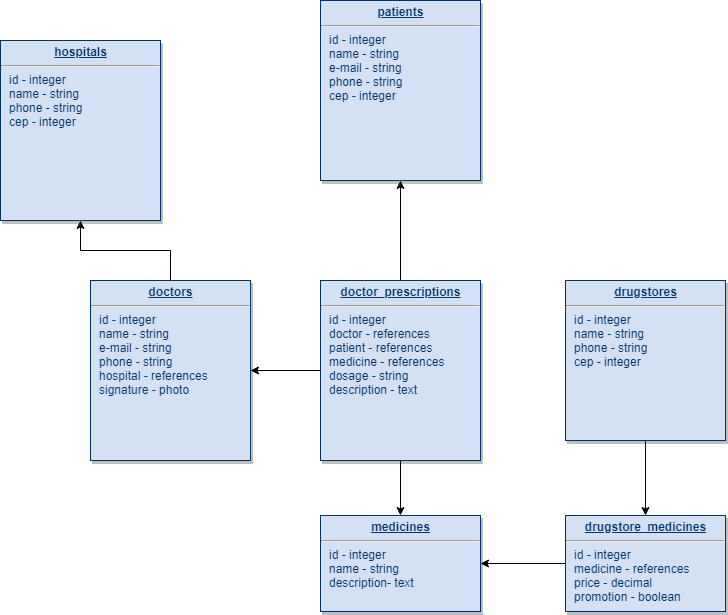 patients
id - integer
name - string
e-mail - string
phone - string
cep - integer
hospitals
id - integer
name - string
phone - string
cep - integer
doctors
id - integer
name - string
e-mail - string
phone - string
hospital - references
signature - photo
doctor_prescriptions
id - integer
doctor - references
patient - references
medicine - references
dosage - string
description - text
drugstores
id - integer
name - string
phone - string
cep - integer
medicines
id - integer
name - string
description- text
drugstore_medicines
id - integer
medicine - references
price - decimal
promotion - boolean